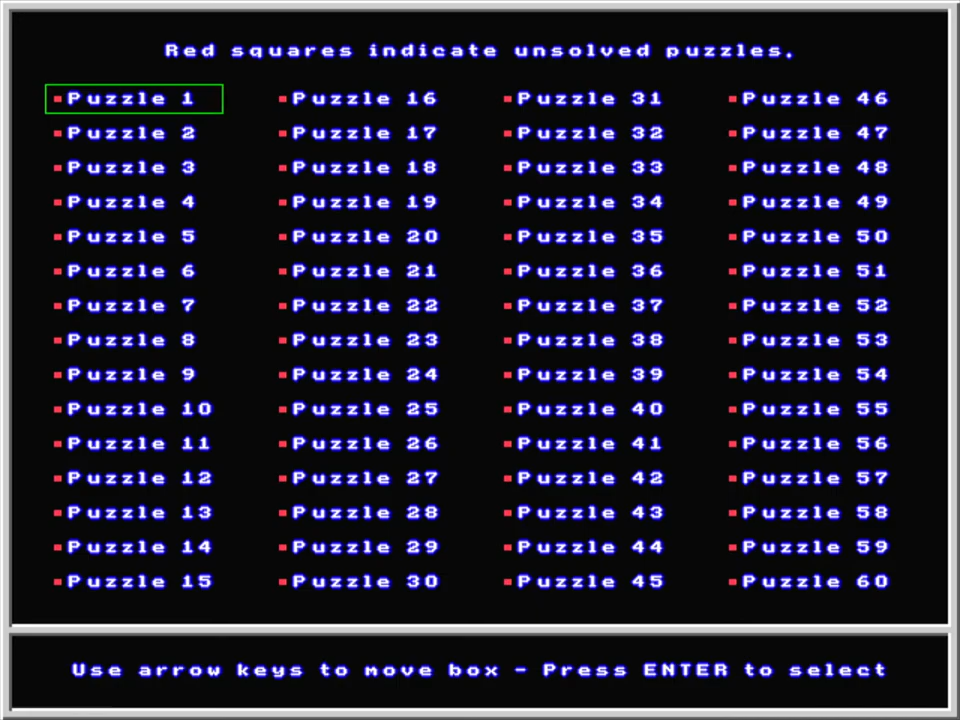 Red squares indicate unsolved puzzles.
Puzzle 1 Puzzle 16 Puzzle 31 Puzzle 46
Puzzle 2 Puzzle 17 Puzzle 32 Puzzle 47
Puzzle 3 Puzzle 18 Puzzle 33 Puzzle 48
Puzzle 4 Puzzle 19 Puzzle 34 Puzzle 49
Puzzle 5 Puzzle 20 Puzzle 35 Puzzle 50
Puzzle 6 Puzzle 21 Puzzle 36 Puzzle 51
Puzzle 7 Puzzle 22 Puzzle 37 Puzzle 52
Puzzle 8 Puzzle 23 Puzzle 38 Puzzle 53
Puzzle 9 Puzzle 24 Puzzle 39 Puzzle 54
Puzzle 10 Puzzle 25 Puzzle 40 Puzzle 55
Puzzle 11 Puzzle 26 Puzzle 41 Puzzle 56
Puzzle 12 Puzzle 27 Puzzle 42 Puzzle 57
Puzzle 13 Puzzle 28 Puzzle 43 Puzzle 58
Puzzle 14 Puzzle 29 Puzzle 44 Puzzle 59
Puzzle 15 Puzzle 30 Puzzle 45 Puzzle 60
Use arrow keys to move box - Press ENTER to select